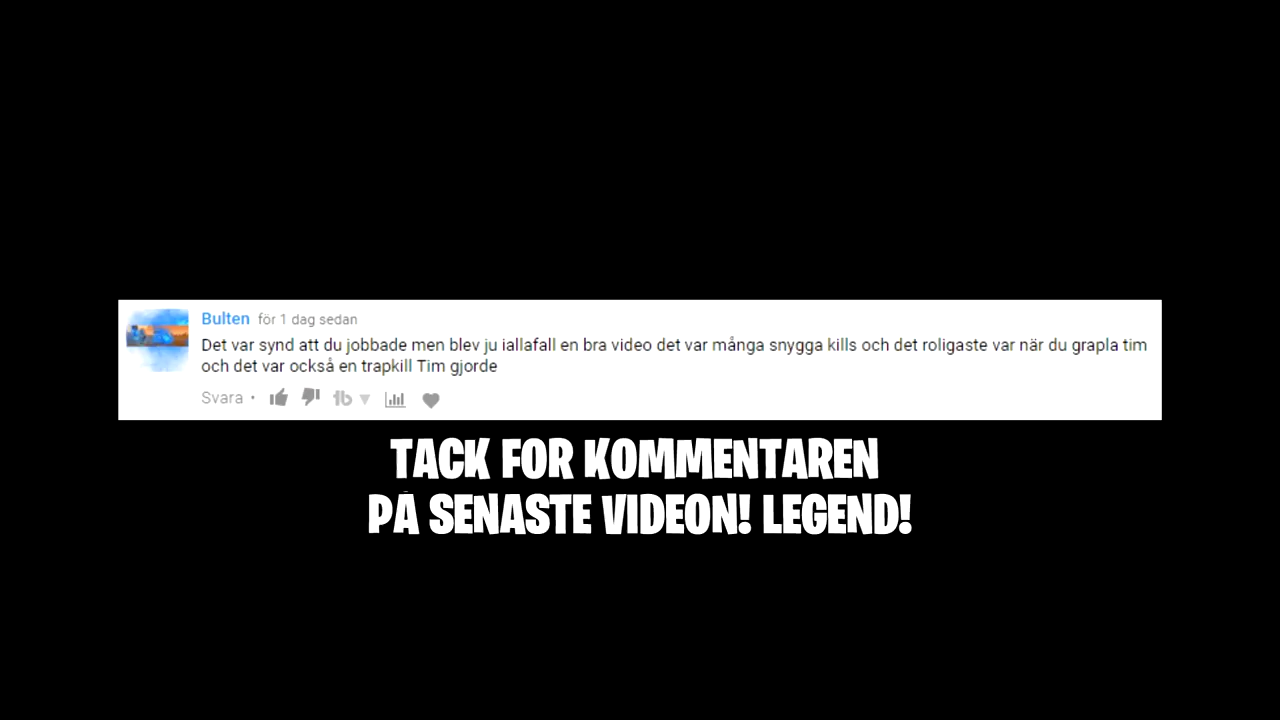 Bulten för 1 dag sedan
Det var synd att du jobbade men blev ju iallafall en bra video det var många snygga kills och det roligaste var när du grapla tim
och det var också en trapkill Tim gjorde
Svara •
TACK FOR KOMMENTAREN
PÅ SENASTE VIDEON! LEGEND!